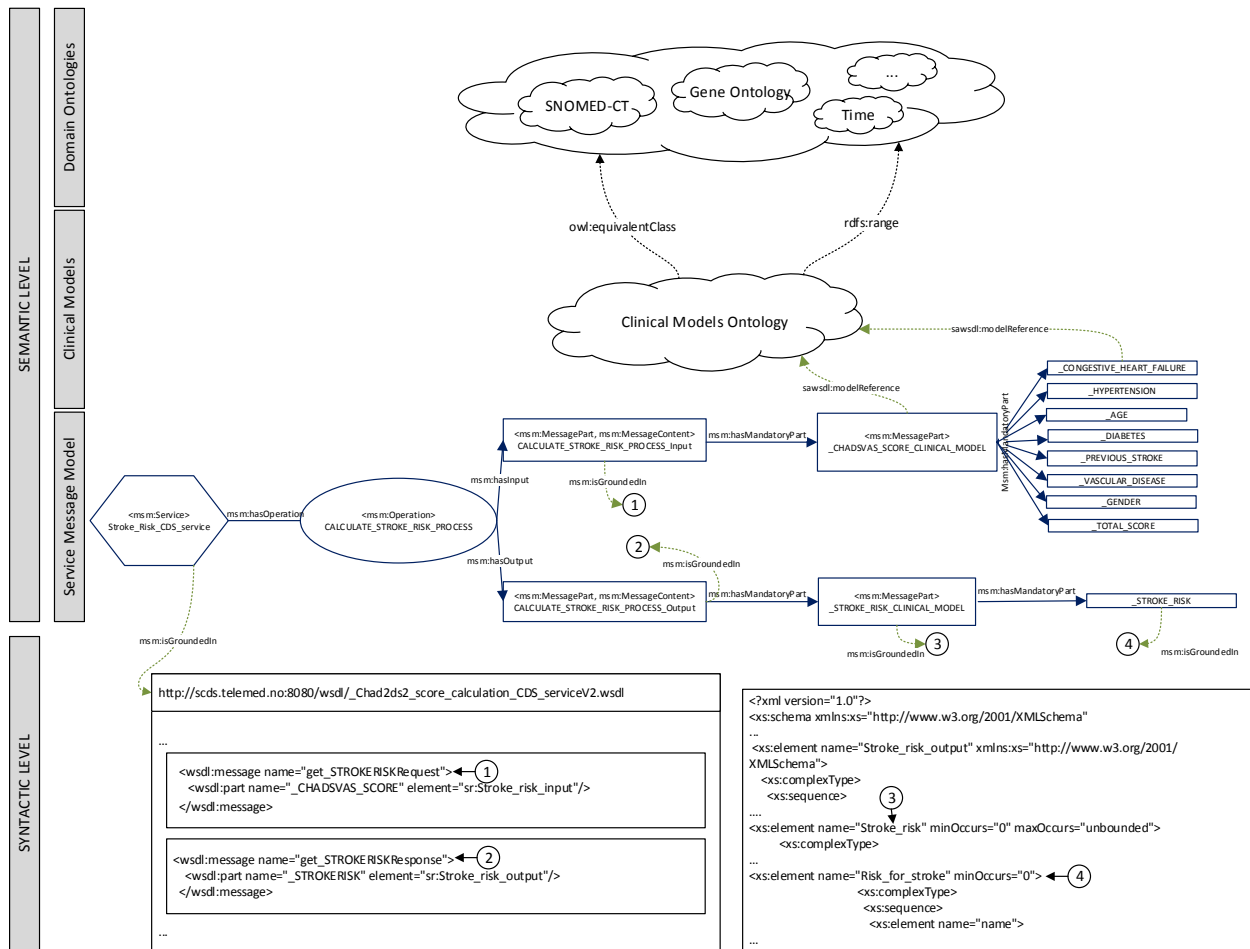 SEMANTIC LEVEL
Domain Ontologies
Clinical Models
Service Message Model
SYNTACTIC LEVEL
SNOMED-CT
Gene Ontology
...
Time
owl:equivalentClass
rdfs:range
Clinical Models Ontology
sawsdl:modelReference
sawsdl:modelReference
<msm:Service>
Stroke_Risk_CDS_service
msm:hasOperation
<msm:Operation>
CALCULATE_STROKE_RISK_PROCESS
msm:hasInput
msm:hasOutput
<msm:MessagePart, msm:MessageContent>
CALCULATE_STROKE_RISK_PROCESS_Input
msm:hasMandatoryPart
<msm:MessagePart>
_CHADSVAS_SCORE_CLINICAL_MODEL
Msm:hasMandatoryPart
_CONGESTIVE_HEART_FAILURE
_HYPERTENSION
_AGE
_DIABETES
_PREVIOUS_STROKE
_VASCULAR_DISEASE
_GENDER
_TOTAL_SCORE
msm:isGroundedIn
1
2
msm:isGroundedIn
<msm:MessagePart, msm:MessageContent>
CALCULATE_STROKE_RISK_PROCESS_Output
msm:hasMandatoryPart
<msm:MessagePart>
_STROKE_RISK_CLINICAL_MODEL
msm:hasMandatoryPart
_STROKE_RISK
msm:isGroundedIn
3
msm:isGroundedIn
4
msm:isGroundedIn
http://scds.telemed.no:8080/wsdl/_Chad2ds2_score_calculation_CDS_serviceV2.wsdl
...
<wsdl:message name="get_STROKERISKRequest">
1
<wsdl:part name="_CHADSVAS_SCORE" element="sr:Stroke_risk_input"/>
</wsdl:message>
<wsdl:message name="get_STROKERISKResponse">
2
<wsdl:part name="_STROKERISK" element="sr:Stroke_risk_output"/>
</wsdl:message>
...
<?xml version="1.0"?>
<xs:schema xmlns:xs="http://www.w3.org/2001/XMLSchema"
...
<xs:element name="Stroke_risk_output" xmlns:xs="http://www.w3.org/2001/
XMLSchema">
<xs:complexType>
<xs:sequence>
3
....
<xs:element name="Stroke_risk" minOccurs="0" maxOccurs="unbounded">
<xs:complexType>
...
<xs:element name="Risk_for_stroke" minOccurs="0">
4
<xs:complexType>
<xs:sequence>
<xs:element name="name">
...